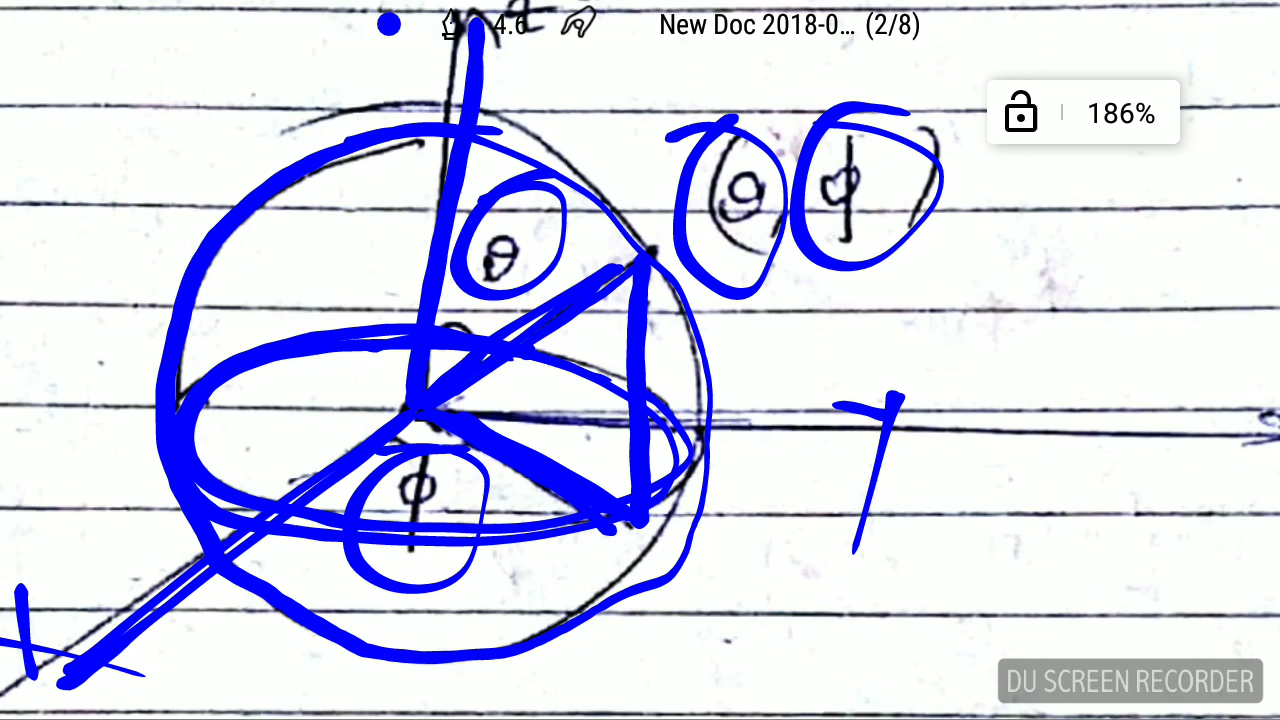 z 4.6 New Doc 2018-0... (2/8)
186%
(θ φ)
θ
y
φ
x
DU SCREEN RECORDER